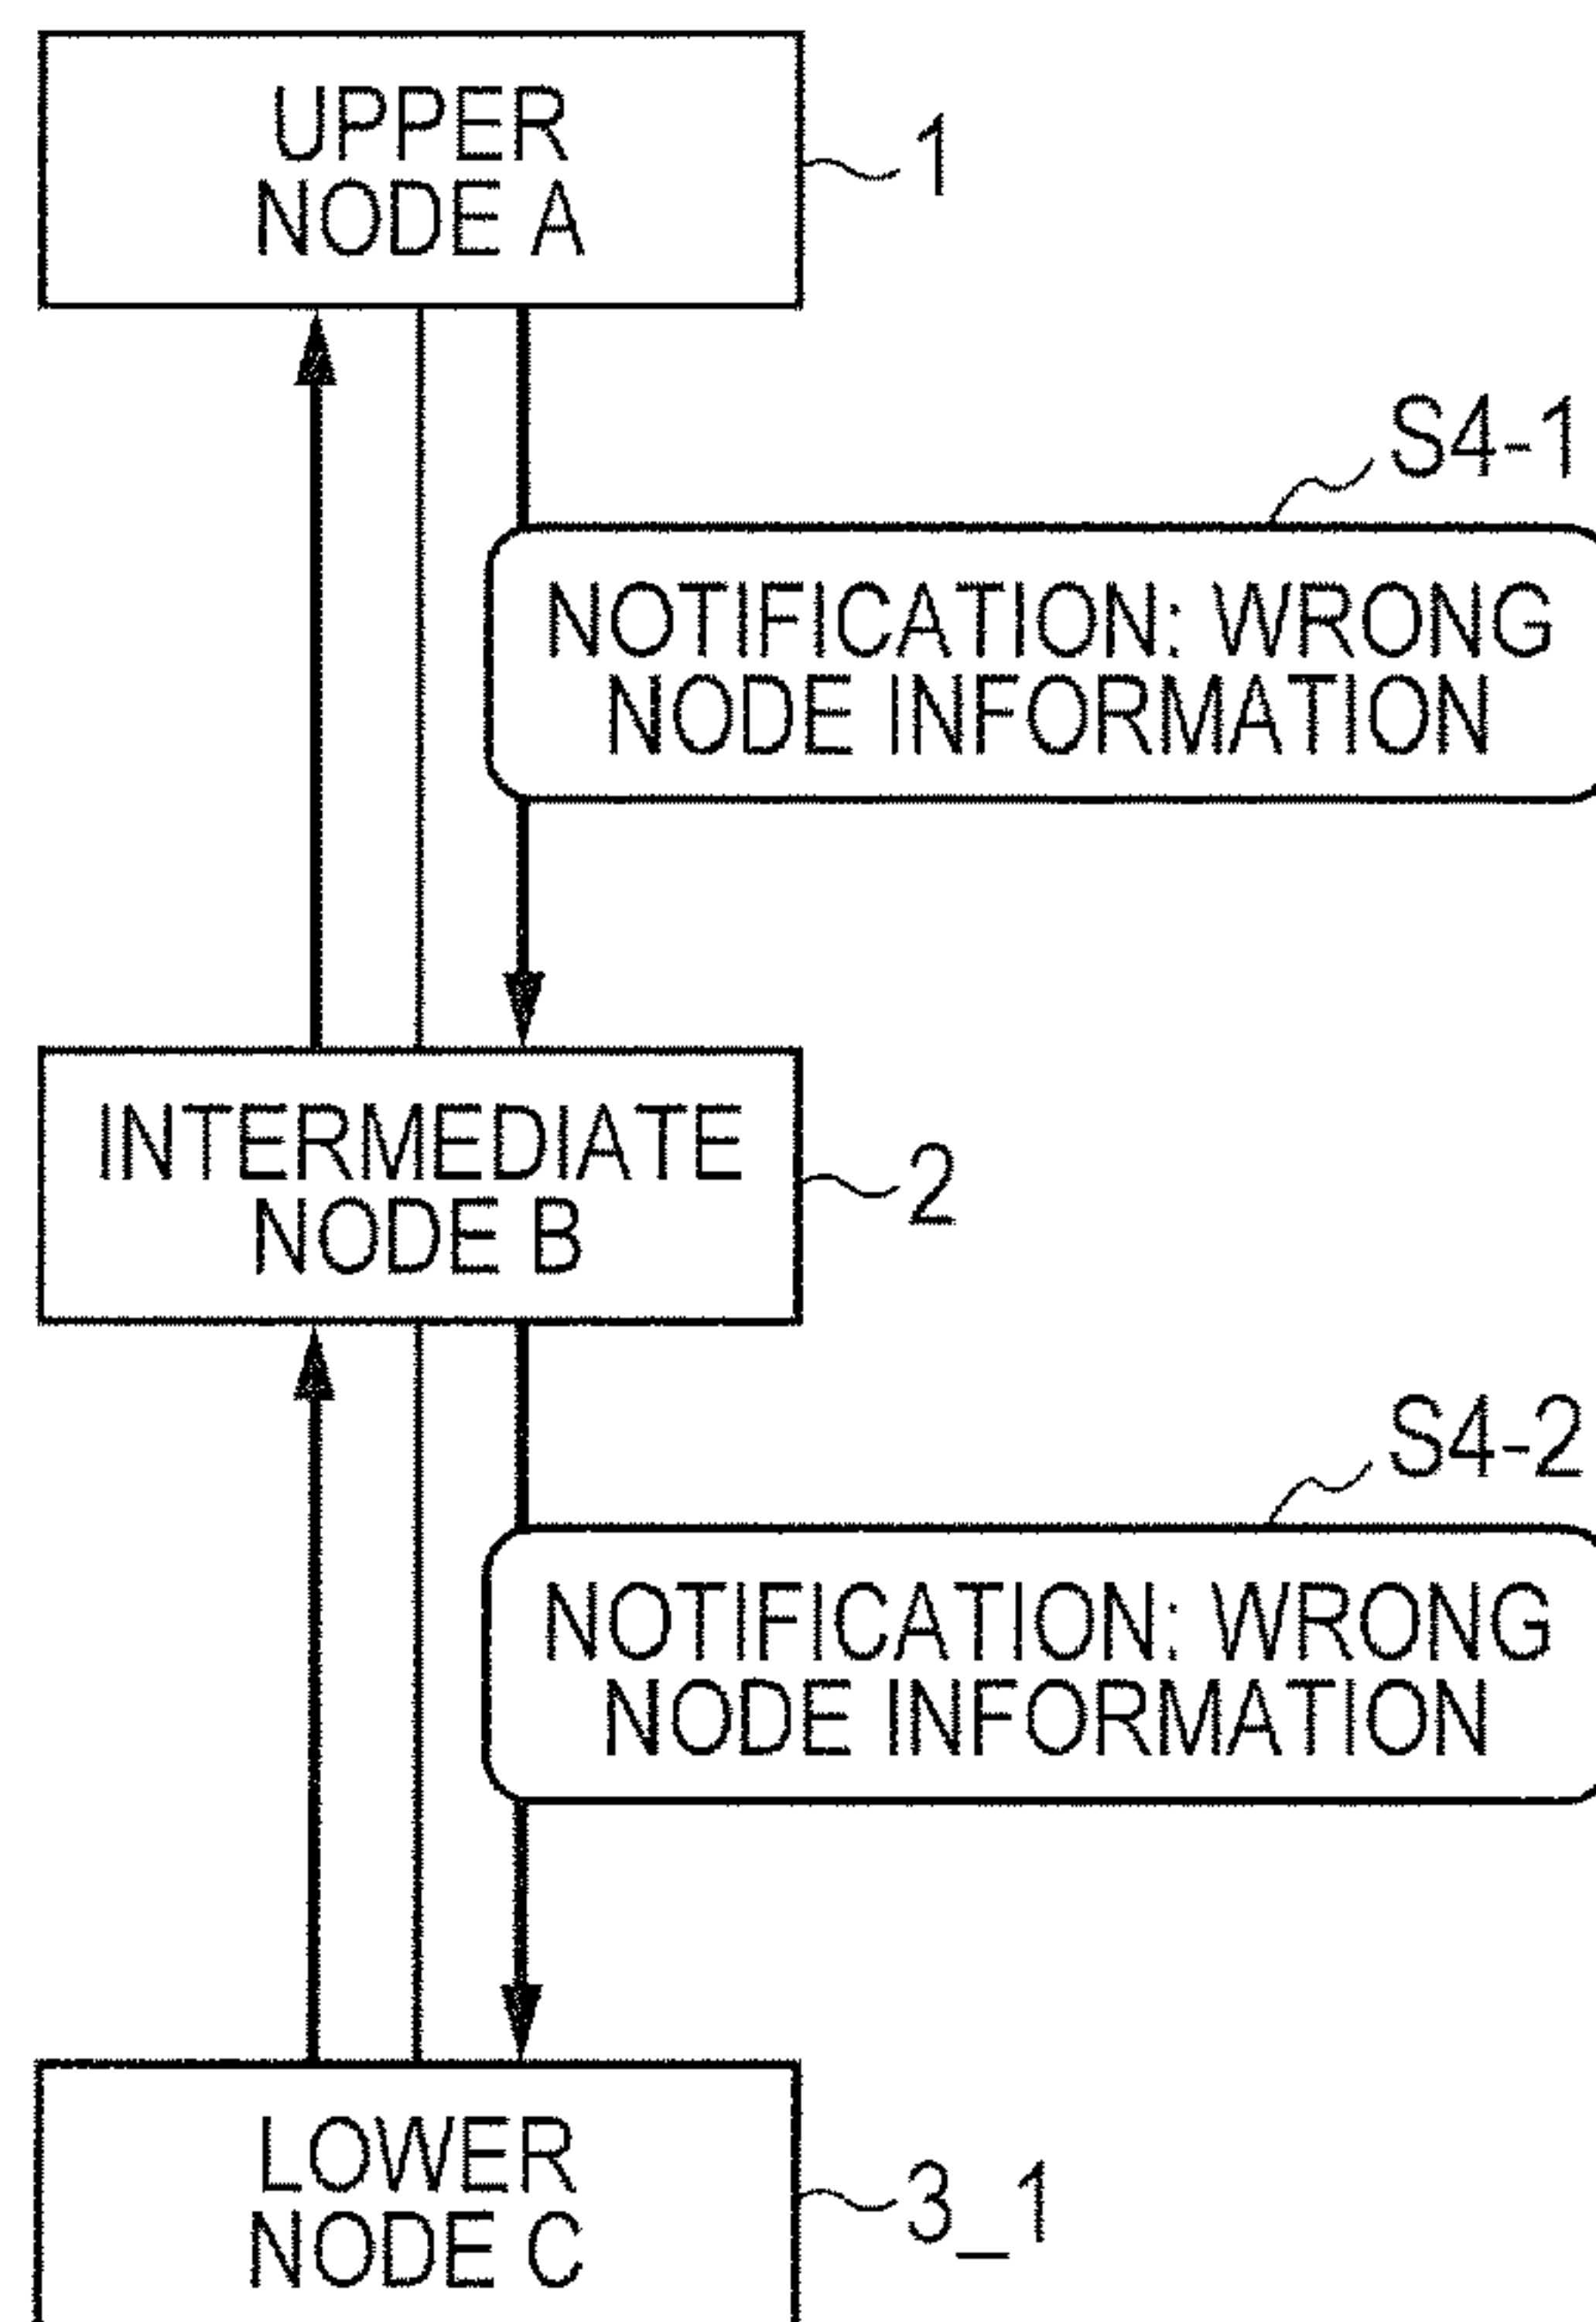 UPPER
NODE A
1
S4-1
NOTIFICATION: WRONG
NODE INFORMATION
INTERMEDIATE
NODE B
2
S4-2
NOTIFICATION: WRONG
NODE INFORMATION
LOWER
NODE C
3_1